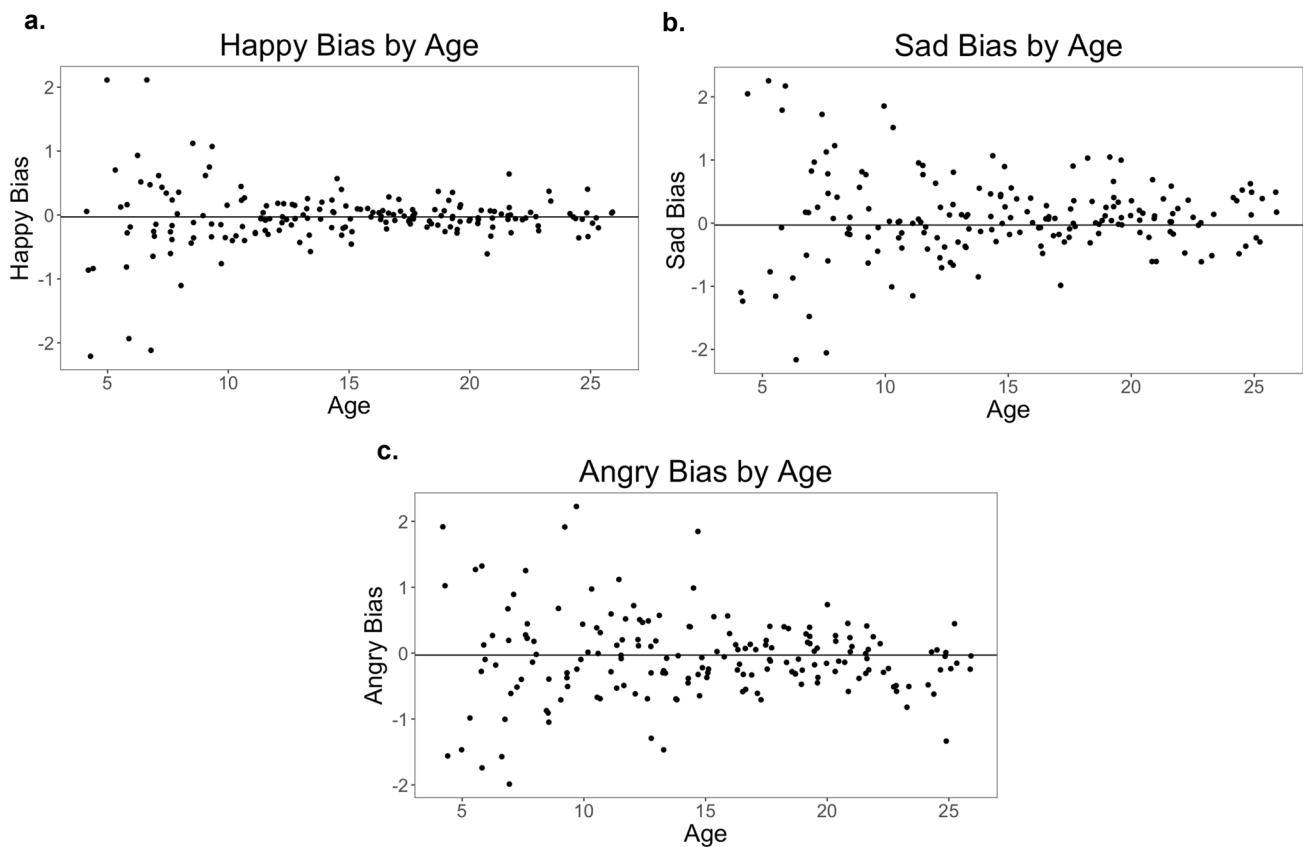 a.
Happy Bias by Age
Happy Bias
2
1
0
-1
-2
5 10 15 20 25
Age
b.
Sad Bias by Age
Sad Bias
2
1
0
-1
-2
5 10 15 20 25
Age
c.
Angry Bias by Age
Angry Bias
2
1
0
-1
-2
5 10 15 20 25
Age